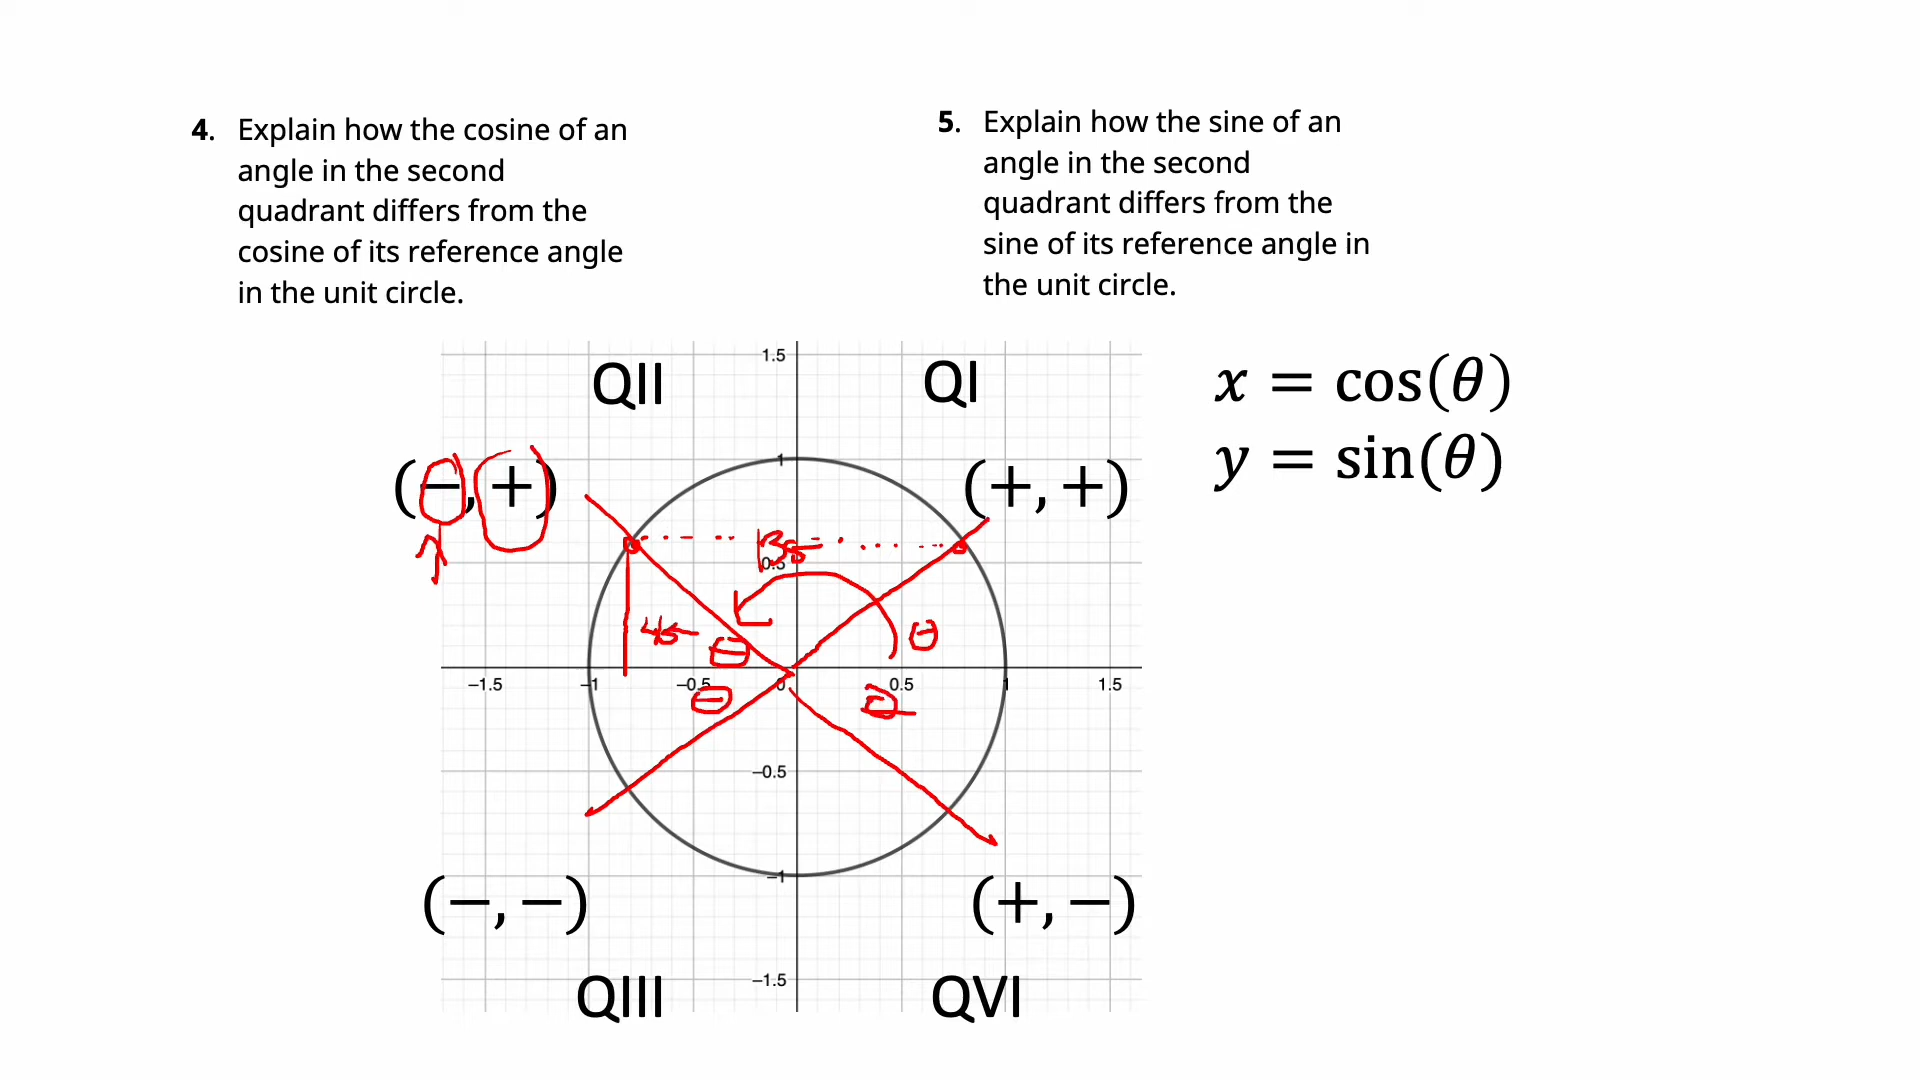 4. Explain how the cosine of an
angle in the second
quadrant differs from the
cosine of its reference angle
in the unit circle.
5. Explain how the sine of an
angle in the second
quadrant differs from the
sine of its reference angle in
the unit circle.
x = cos(θ)
y = sin(θ)
QII
QI
(−,+)
(+,+)
1.5
1
0.5
135
45
θ
θ
−1.5
−1
−0.5
0
0.5
1
1.5
θ
−0.5
−1
(−,−)
(+,−)
−1.5
QIII
QVI